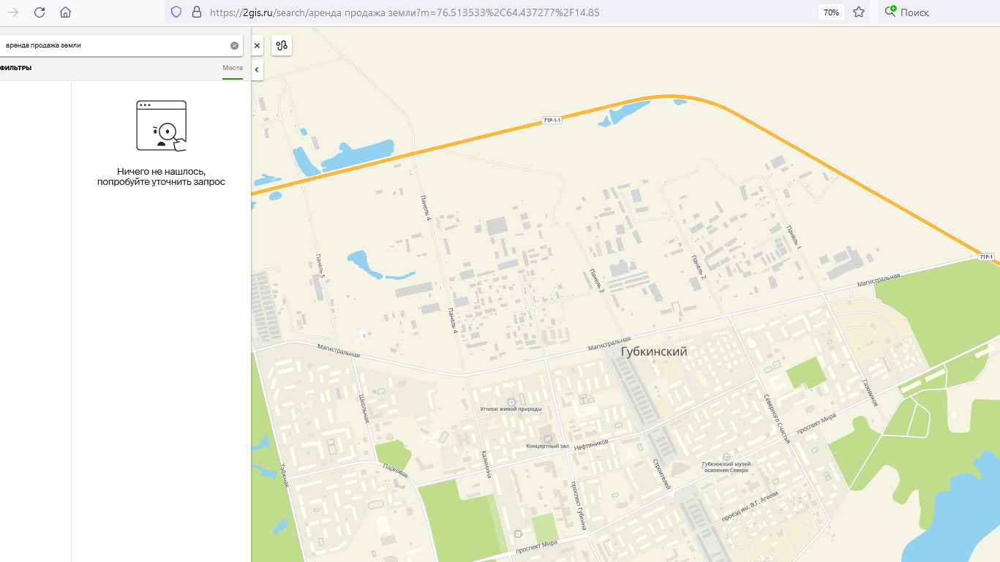 https://2gis.ru/search/аренда продажа земли?m=76.513533%2C64.437277%2F14.85
70%
Поиск
аренда продажа земли
ФИЛЬТРЫ
Места
Ничего не нашлось,
попробуйте уточнить запрос
71Р-1-1
Панель 4
Панель 5
Панель 1
Панель 2
Панель 3
71Р-1
Магистральная
Панель 4
Магистральная
Магистральная
Губкинский
Школьная
Уголок живой природы
Газовиков
Северного Счастья
проспект Мира
Концертный зал
Нефтяников
Калинина
Таёжная
Парковая
Строителей
Губкинский музей
освоения Севера
проспект Губкина
проезд им. В.Г. Агеева
проспект Мира